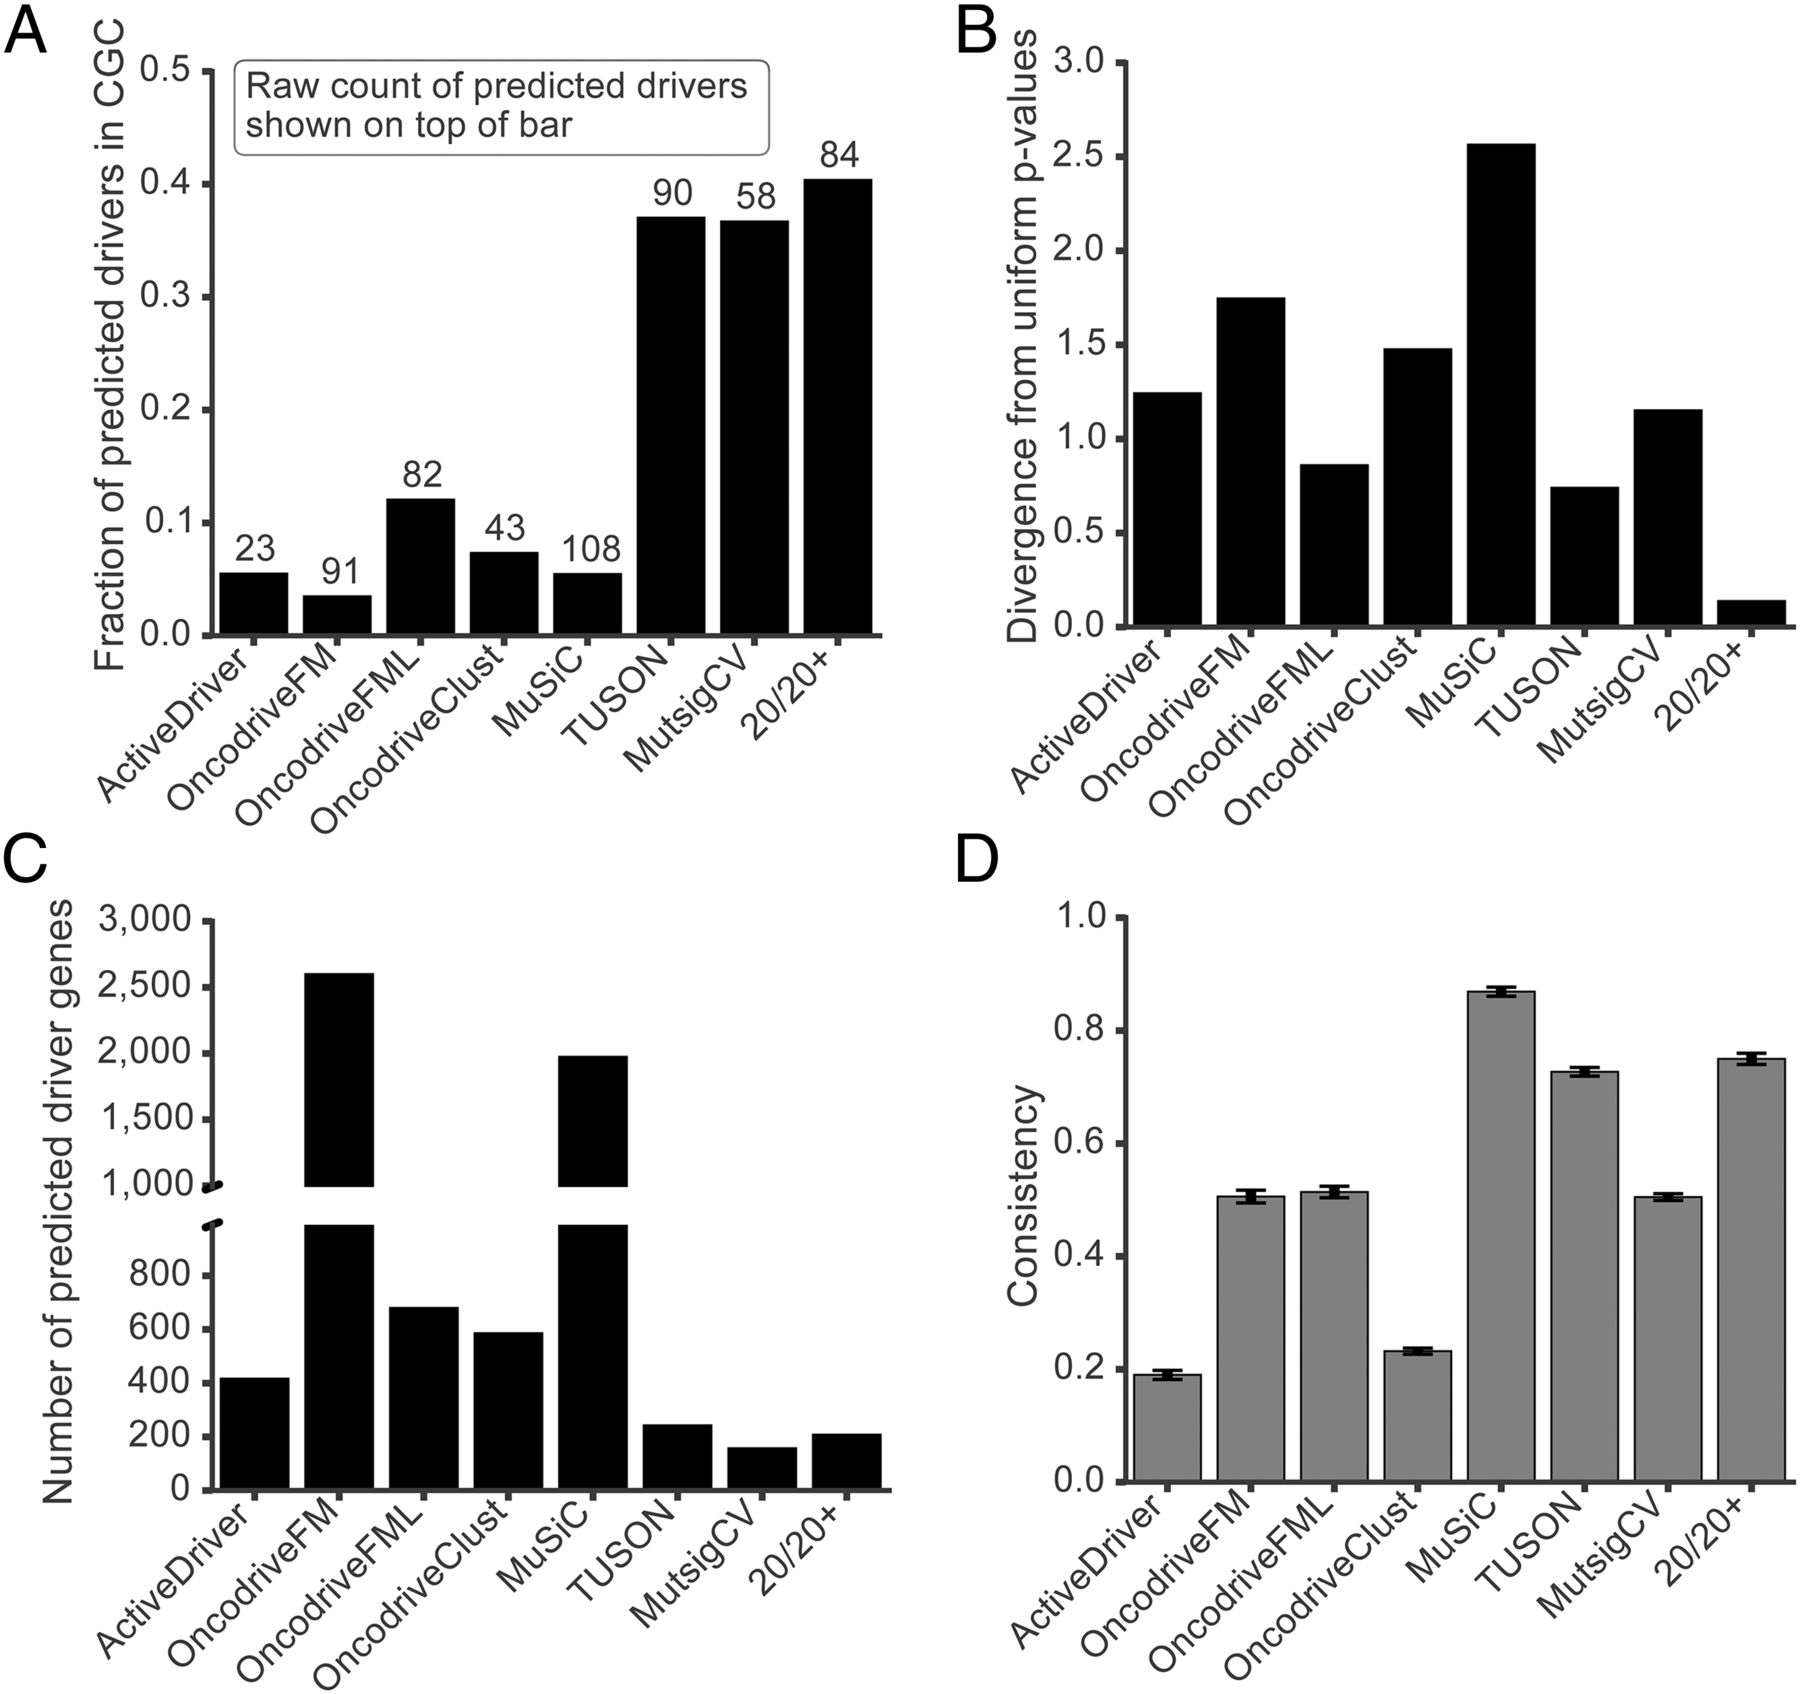 A
Fraction of predicted drivers in CGC
0.5
0.4
0.3
0.2
0.1
0.0
Raw count of predicted drivers
shown on top of bar
23
91
82
43
108
90
58
84
ActiveDriver
OncodriveFM
OncodriveFML
OncodriveClust
MuSiC
TUSON
MutsigCV
20/20+
B
Divergence from uniform p-values
3.0
2.5
2.0
1.5
1.0
0.5
0.0
ActiveDriver
OncodriveFM
OncodriveFML
OncodriveClust
MuSiC
TUSON
MutsigCV
20/20+
C
Number of predicted driver genes
3,000
2,500
2,000
1,500
1,000
800
600
400
200
0
ActiveDriver
OncodriveFM
OncodriveFML
OncodriveClust
MuSiC
TUSON
MutsigCV
20/20+
D
Consistency
1.0
0.8
0.6
0.4
0.2
0.0
ActiveDriver
OncodriveFM
OncodriveFML
OncodriveClust
MuSiC
TUSON
MutsigCV
20/20+